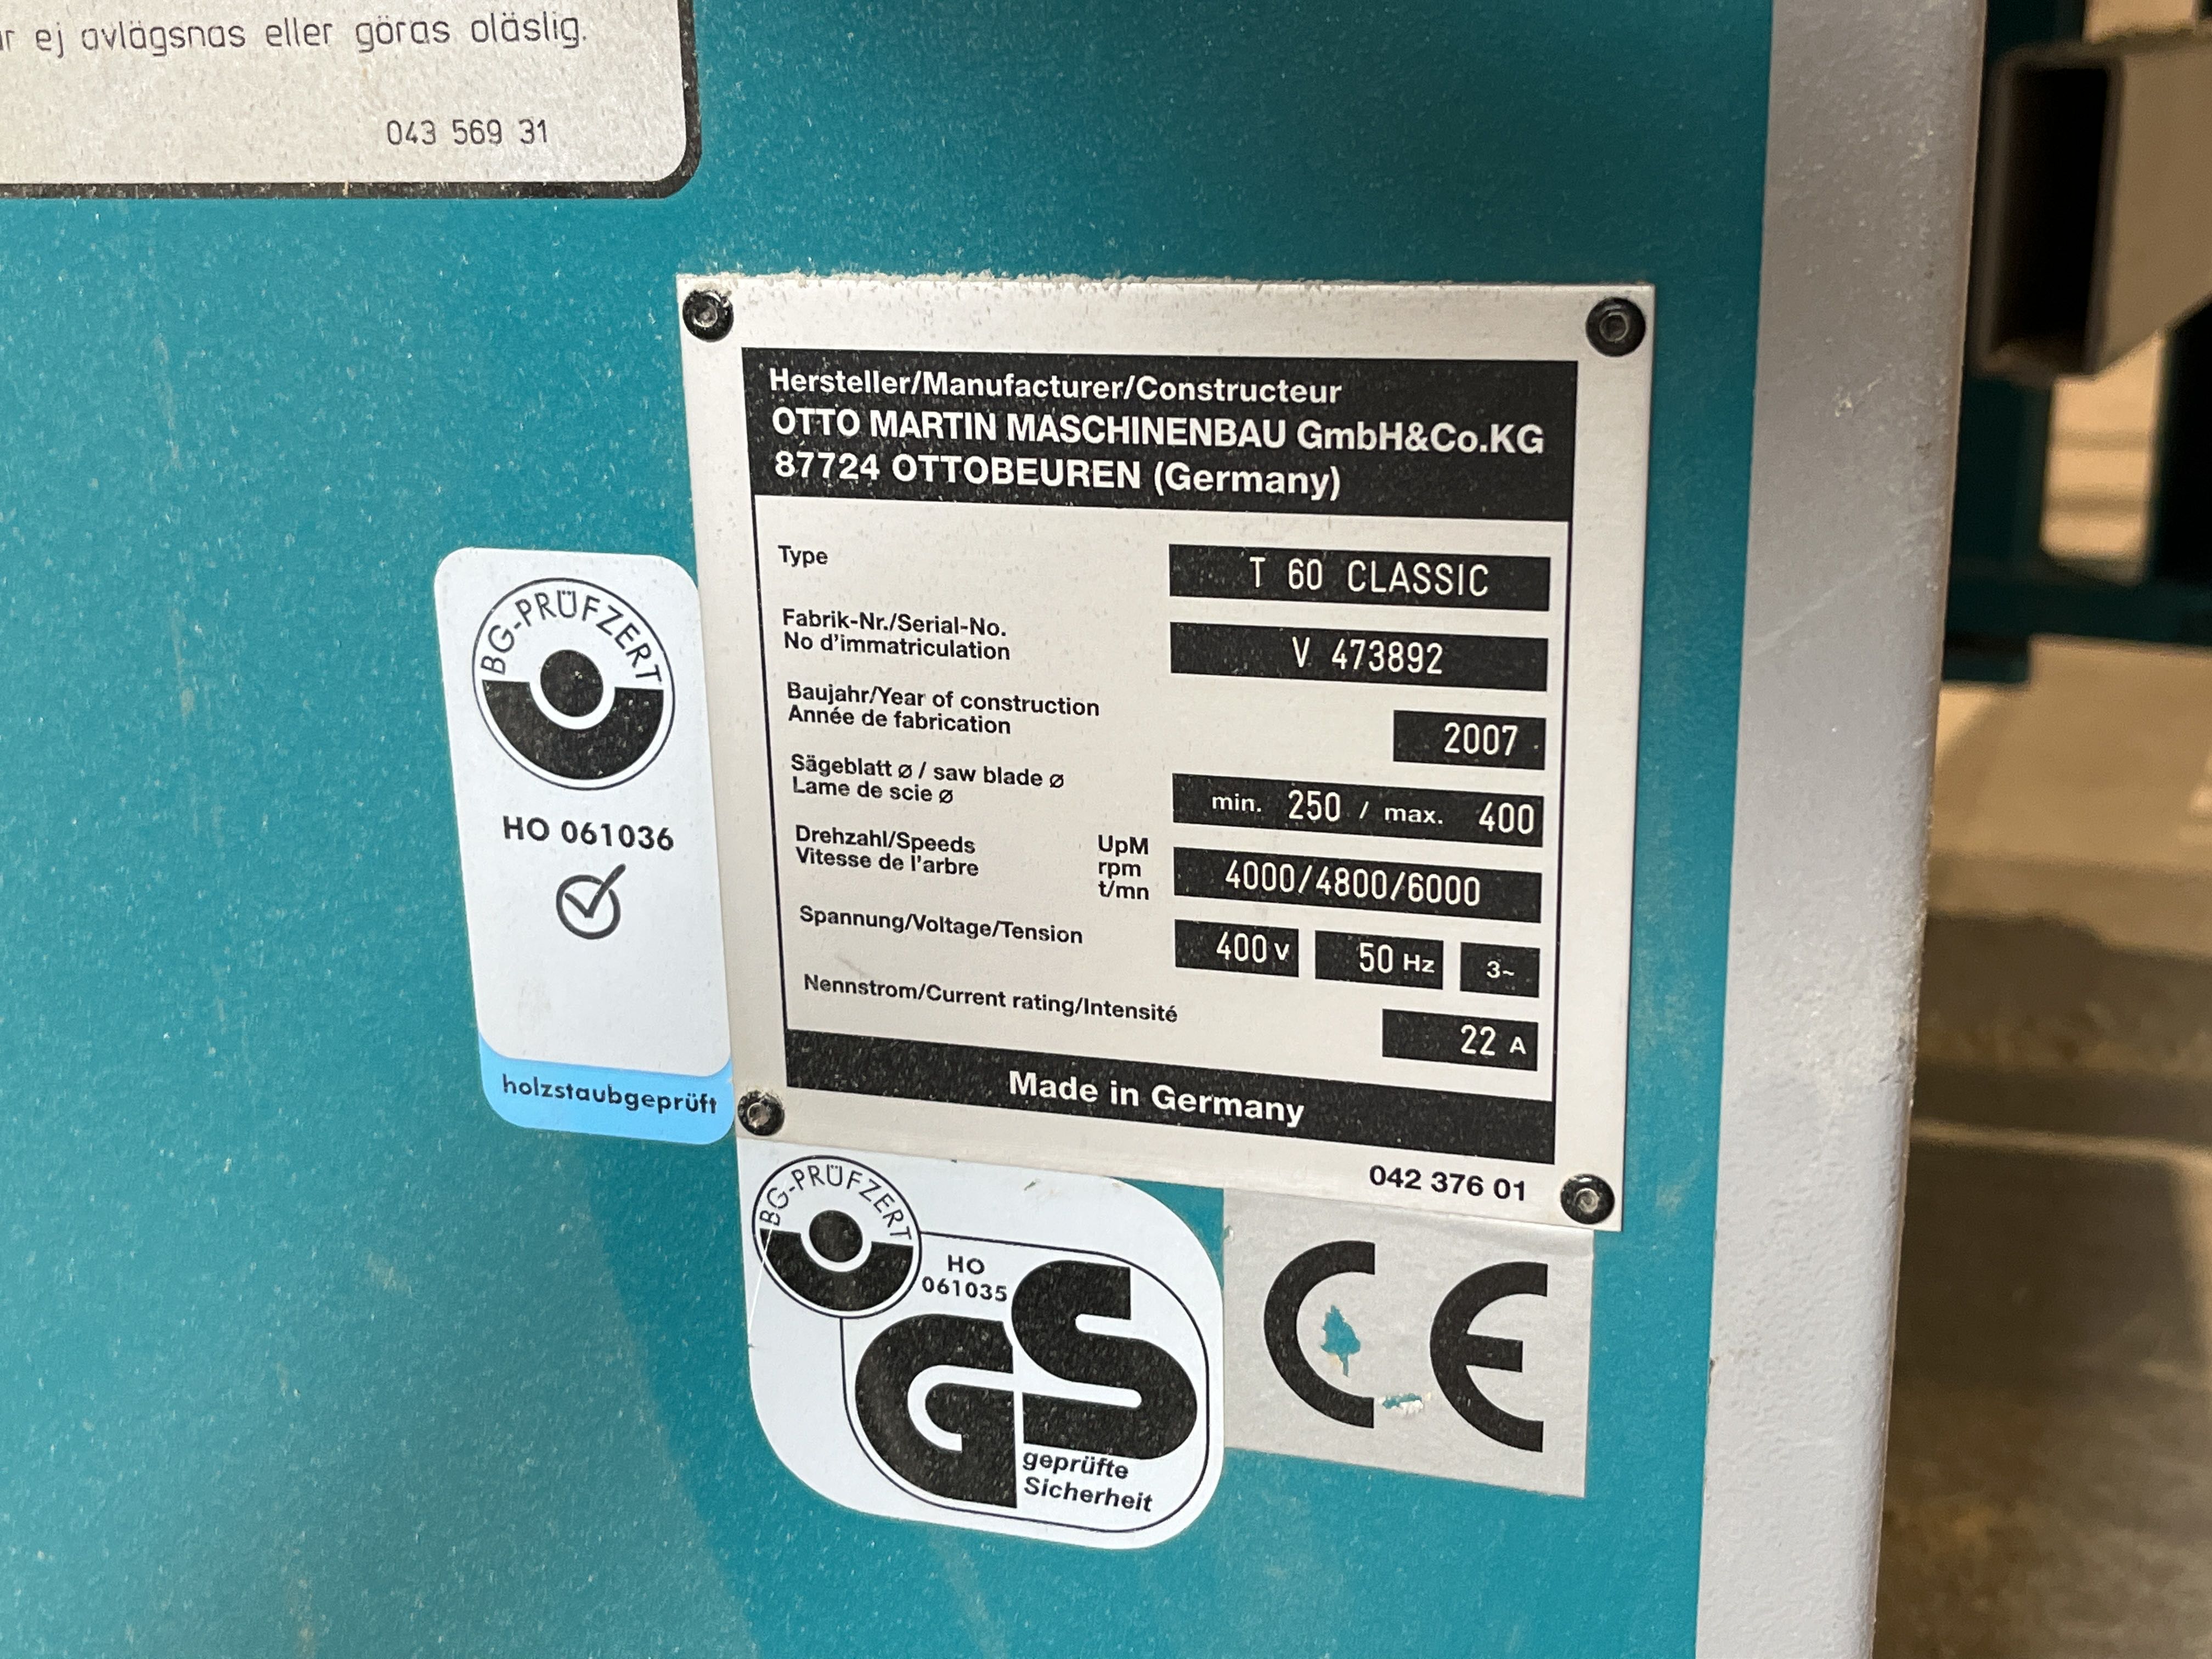 ej avlägsnas eller göras oläslig.
043 569 31
Hersteller/Manufacturer/Constructeur
OTTO MARTIN MASCHINENBAU GmbH&Co.KG
87724 OTTOBEUREN (Germany)
Type
T 60 CLASSIC
Fabrik-Nr./Serial-No.
No d'immatriculation
V 473892
Baujahr/Year of construction
Année de fabrication
2007
Sägeblatt ø / saw blade ø
Lame de scie ø
min. 250 / max. 400
Drehzahl/Speeds
Vitesse de l'arbre
UpM
rpm
t/mn
4000/4800/6000
Spannung/Voltage/Tension
400 V 50 Hz 3~
Nennstrom/Current rating/Intensité
22 A
Made in Germany
042 376 01
BG-PRÜFZERT
HO 061036
holzstaubgeprüft
BG-PRÜFZERT
HO
061035
GS
geprüfte
Sicherheit
CE